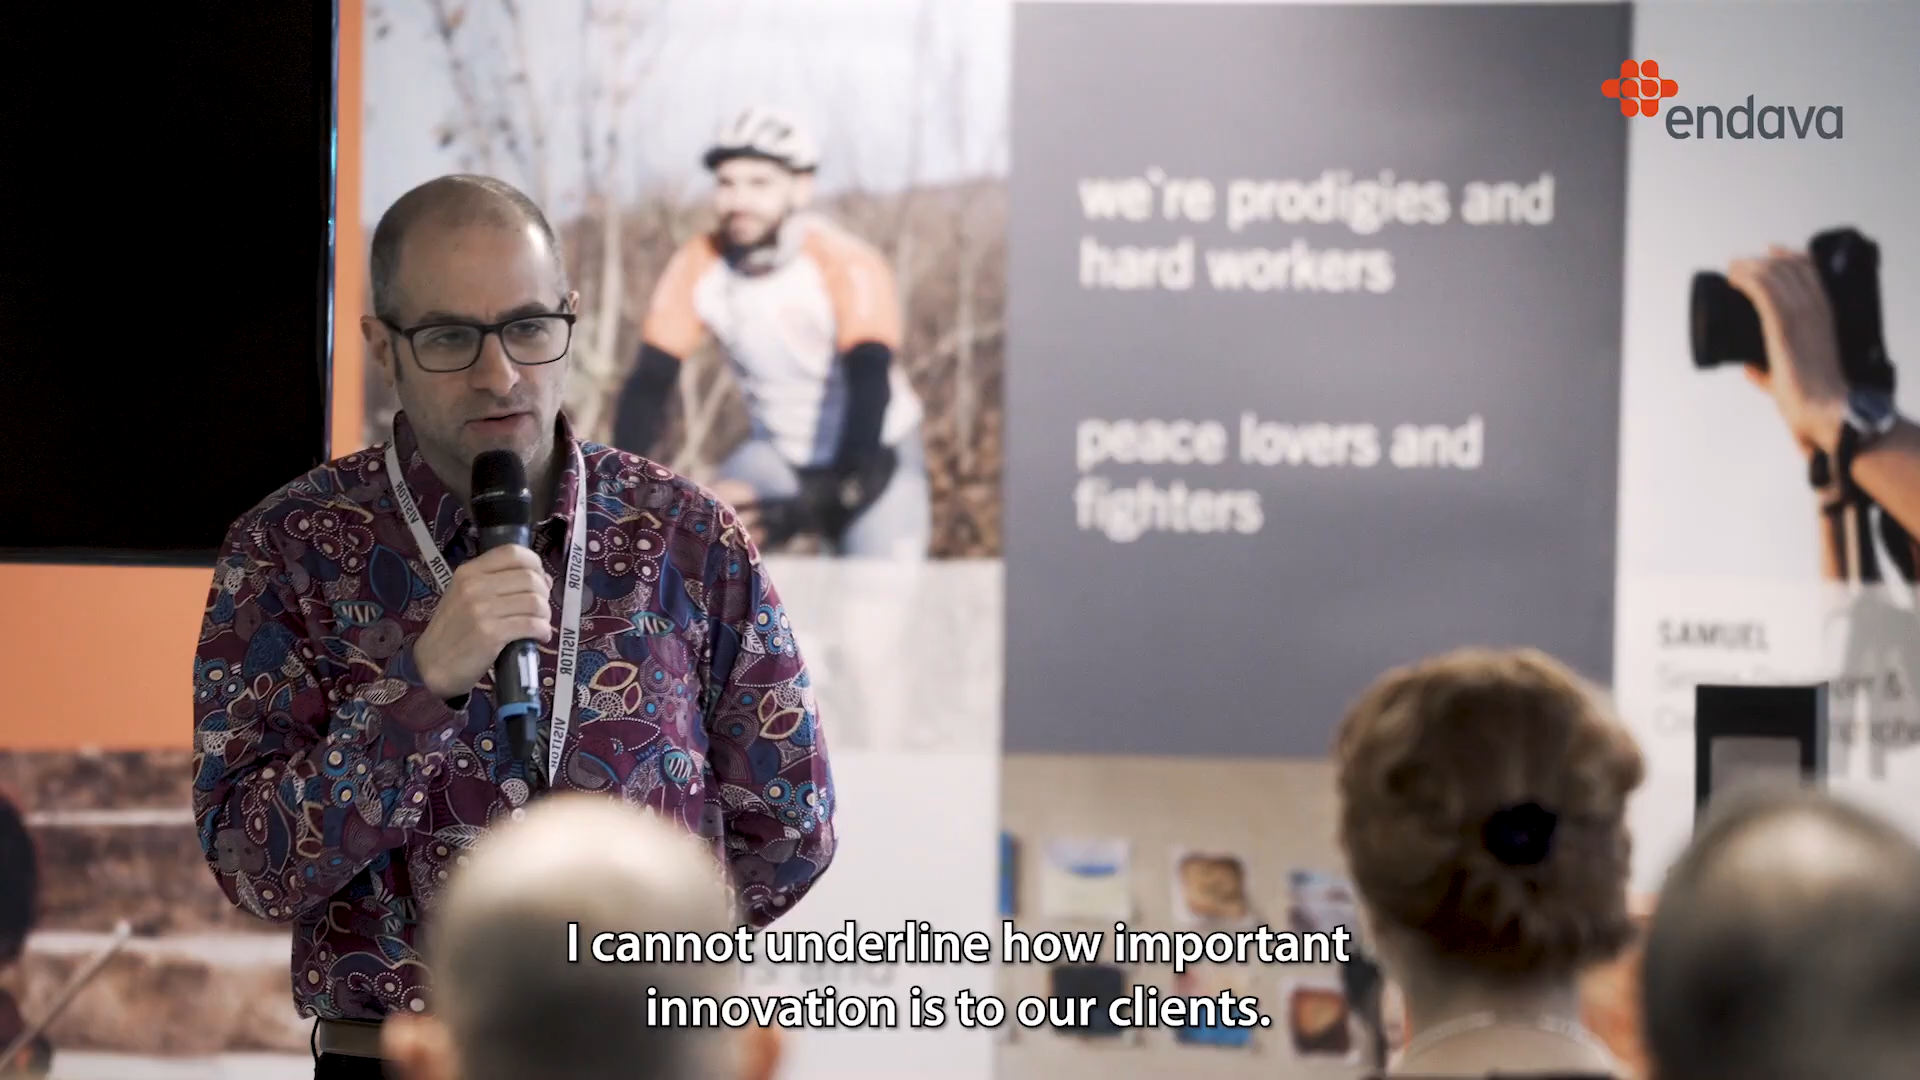 endava
we`re prodigies and
hard workers
peace lovers and
fighters
VISITOR
VISITOR
VISITOR
VISITOR
SAMUEL
I cannot underline how important
innovation is to our clients.